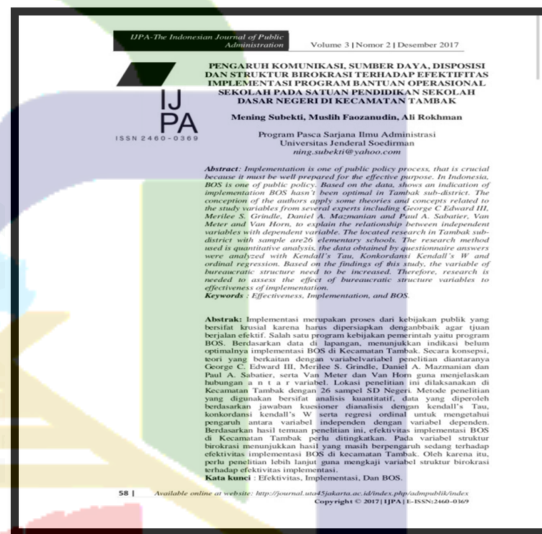 IJPA-The Indonesian Journal of Public
Administration
Volume 3 | Nomor 2 | Desember 2017
IJ
PA
ISSN 2460-0369
PENGARUH KOMUNIKASI, SUMBER DAYA, DISPOSISI
DAN STRUKTUR BIROKRASI TERHADAP EFEKTIFITAS
IMPLEMENTASI PROGRAM BANTUAN OPERASIONAL
SEKOLAH PADA SATUAN PENDIDIKAN SEKOLAH
DASAR NEGERI DI KECAMATAN TAMBAK
Mening Subekti, Muslih Faozanudin, Ali Rokhman
Program Pasca Sarjana Ilmu Administrasi
Universitas Jenderal Soedirman
ning.subekti@yahoo.com
Abstract: Implementation is one of public policy process, that is crucial
because it must be well prepared for the effective purpose. In Indonesia,
BOS is one of public policy. Based on the data, shows an indication of
implementation BOS hasn't been optimal in Tambak sub-district. The
conception of the authors apply some theories and concepts related to
the study variables from several experts including George C Edward III,
Merilee S. Grindle, Daniel A. Mazmanian and Paul A. Sabatier, Van
Meter and Van Horn, to explain the relationship between independent
variables with dependent variable. The located research in Tambak sub-
district with sample are26 elementary schools. The research method
used is quantitative analysis, the data obtained by questionnaire answers
were analyzed with Kendall's Tau, Konkordansi Kendall's W and
ordinal regression. Based on the findings of this study, the variable of
bureaucratic structure need to be increased. Therefore, research is
needed to assess the effect of bureaucratic structure variables to
effectiveness of implementation.
Keywords : Effectiveness, Implementation, and BOS.
Abstrak: Implementasi merupakan proses dari kebijakan publik yang
bersifat krusial karena harus dipersiapkan denganbbaik agar tjuan
berjalan efektif. Salah satu program kebijakan pemerintah yaitu program
BOS. Berdasarkan data di lapangan, menunjukkan indikasi belum
optimalnya implementasi BOS di Kecamatan Tambak. Secara konsepsi,
teori yang berkaitan dengan variabelvariabel penelitian diantaranya
George C. Edward III, Merilee S. Grindle, Daniel A. Mazmanian dan
Paul A. Sabatier, serta Van Meter dan Van Horn guna menjelaskan
hubungan a n t a r variabel. Lokasi penelitian ini dilaksanakan di
Kecamatan Tambak dengan 26 sampel SD Negeri. Metode penelitian
yang digunakan bersifat analisis kuantitatif, data yang diperoleh
berdasarkan jawaban kuesioner dianalisis dengan kendall's Tau,
konkordansi kendall's W serta regresi ordinal untuk mengetahui
pengaruh antara variabel independen dengan variabel dependen.
Berdasarkan hasil temuan penelitian ini, efektivitas implementasi BOS
di Kecamatan Tambak perlu ditingkatkan. Pada variabel struktur
birokrasi menunjukkan hasil yang masih berpengaruh sedang terhadap
efektivitas implementasi BOS di kecamatan Tambak. Oleh karena itu,
perlu penelitian lebih lanjut guna mengkaji variabel struktur birokrasi
terhadap efektivitas implementasi.
Kata kunci : Efektivitas, Implementasi, Dan BOS.
58 | Available online at website: http://journal.uta45jakarta.ac.id/index.php/admpublik/index
Copyright © 2017| IJPA | E-ISSN:2460-0369